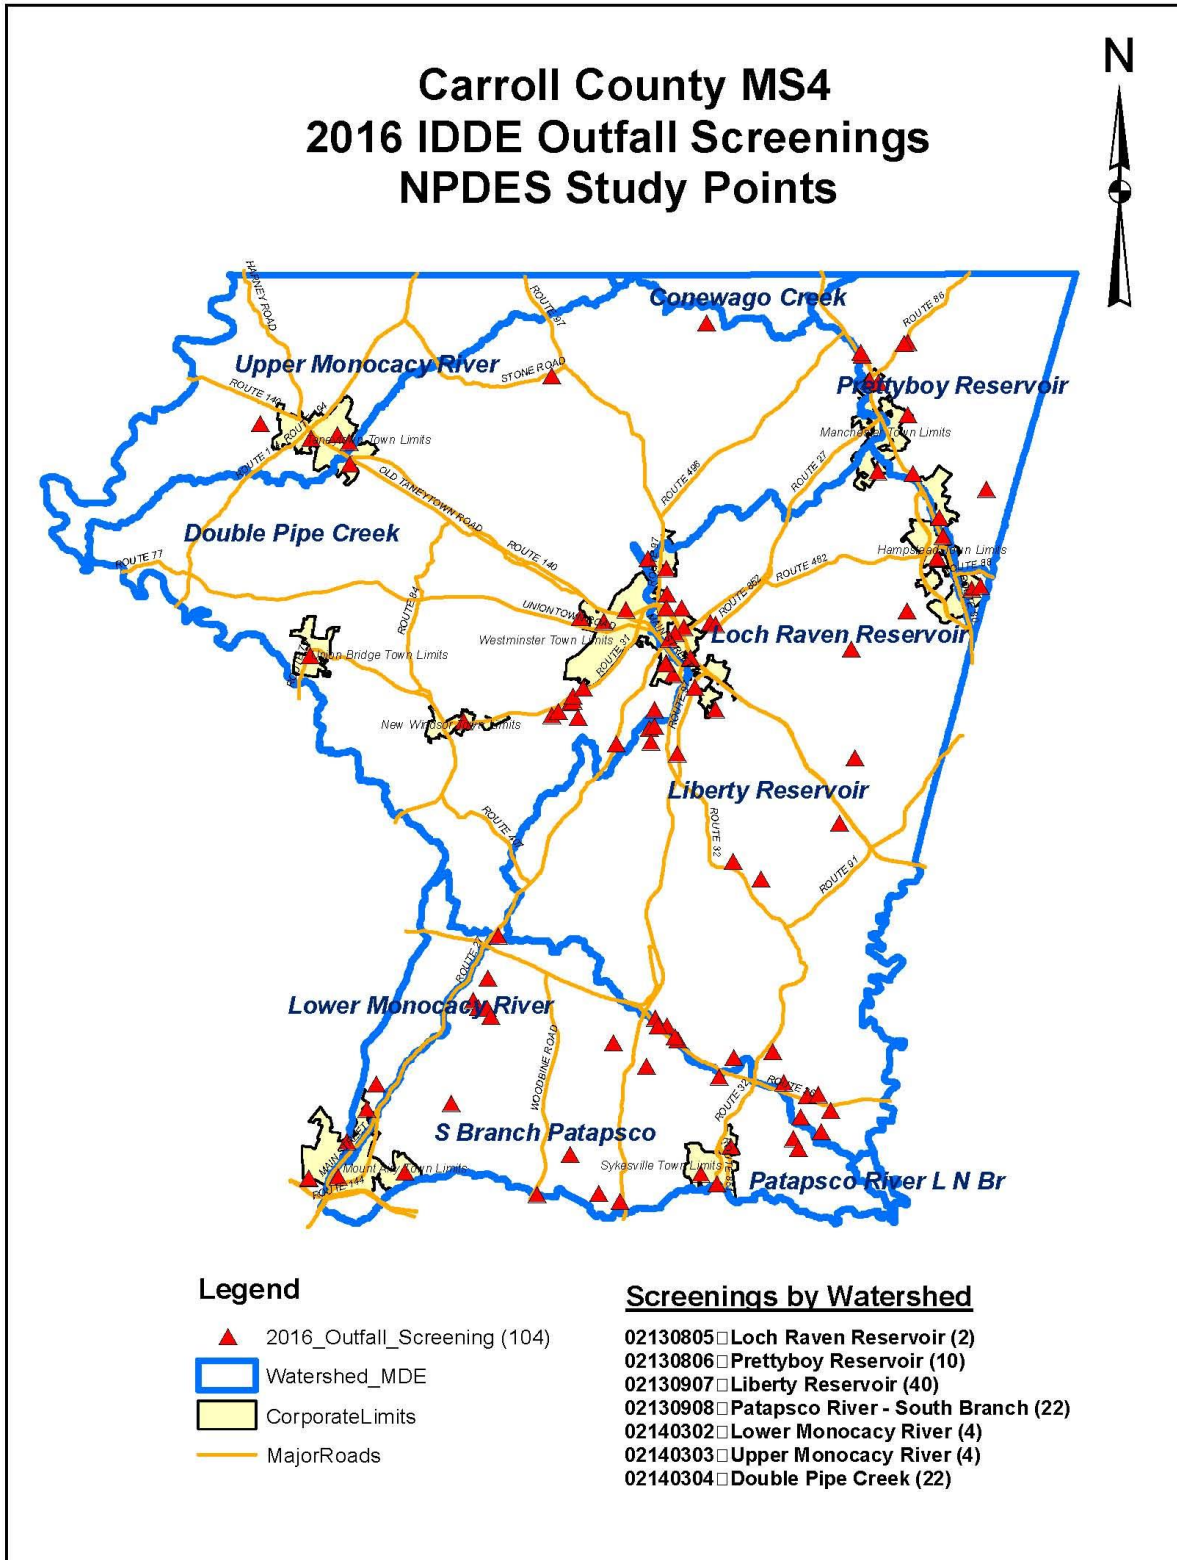 N
Carroll County MS4
2016 IDDE Outfall Screenings
NPDES Study Points
Conewago Creek
HARNEY ROAD
ROUTE 97
ROUTE 86
Upper Monocacy River
STONE ROAD
ROUTE 140
Prettyboy Reservoir
Manchester Town Limits
Town Limits
ROUTE 496
ROUTE 27
OLD TANEYTOWN ROAD
Double Pipe Creek
ROUTE 77
ROUTE 140
Hampstead Town Limits
ROUTE 88
ROUTE 482
ROUTE 852
ROUTE 84
UNIONTOWN ROAD
Westminster Town Limits
Loch Raven Reservoir
ROUTE 31
Union Bridge Town Limits
New Windsor Town Limits
Liberty Reservoir
ROUTE 32
ROUTE 91
Lower Monocacy River
WOODBINE ROAD
ROUTE 32
S Branch Patapsco
MAIN STREET
Mount Airy Town Limits
Sykesville Town Limits
ROUTE 144
Patapsco River L N Br
Legend
2016_Outfall_Screening (104)
Watershed_MDE
CorporateLimits
MajorRoads
Screenings by Watershed
02130805□Loch Raven Reservoir (2)
02130806□Prettyboy Reservoir (10)
02130907□Liberty Reservoir (40)
02130908□Patapsco River - South Branch (22)
02140302□Lower Monocacy River (4)
02140303□Upper Monocacy River (4)
02140304□Double Pipe Creek (22)